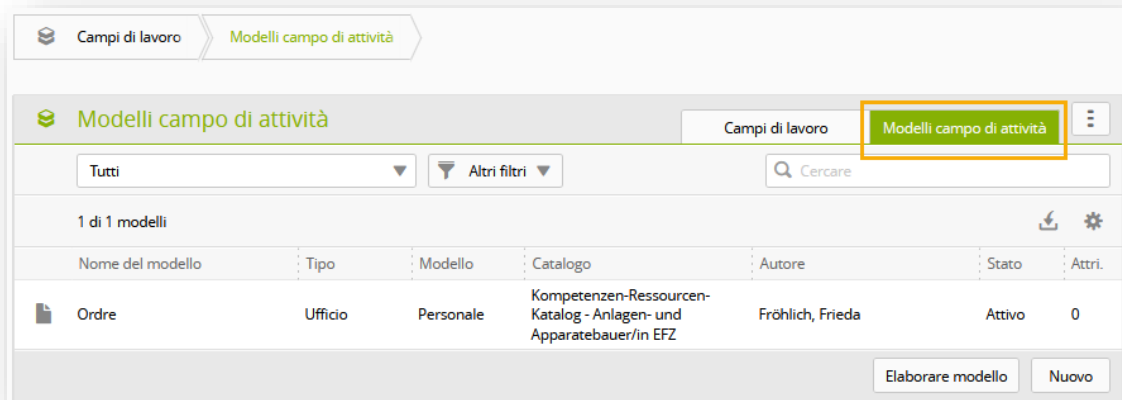 Campi di lavoro Modelli campo di attività
Modelli campo di attività Campi di lavoro Modelli campo di attività
Tutti Altri filtri Cercare
1 di 1 modelli
Nome del modello Tipo Modello Catalogo Autore Stato Attri.
Kompetenzen-Ressourcen-
Ordre Ufficio Personale Katalog - Anlagen- und Fröhlich, Frieda Attivo 0
Apparatebauer/in EFZ
Elaborare modello Nuovo